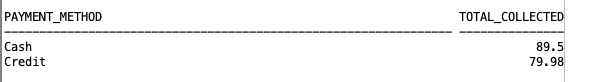 PAYMENT_METHOD TOTAL_COLLECTED
Cash 89.5
Credit 79.98